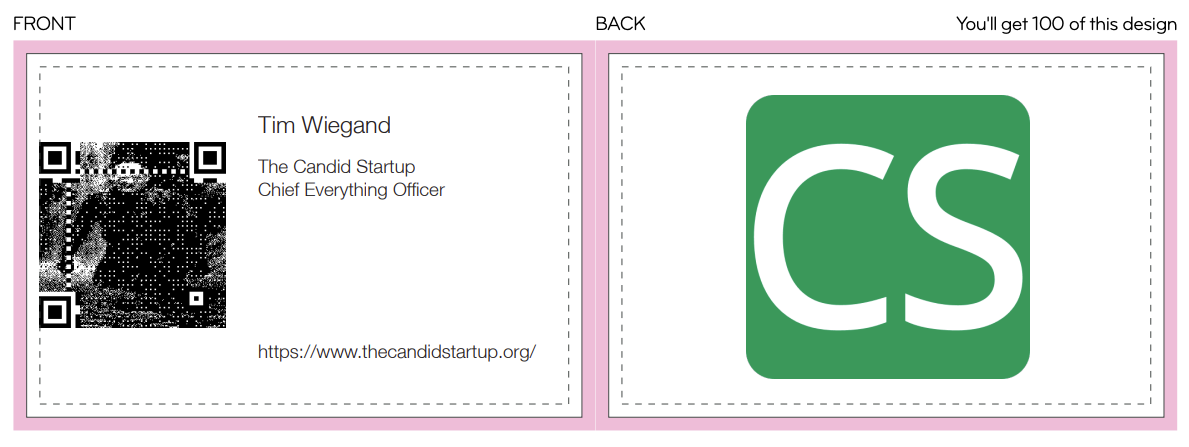 FRONT
BACK
You'll get 100 of this design
Tim Wiegand
The Candid Startup
Chief Everything Officer
https://www.thecandidstartup.org/
CS